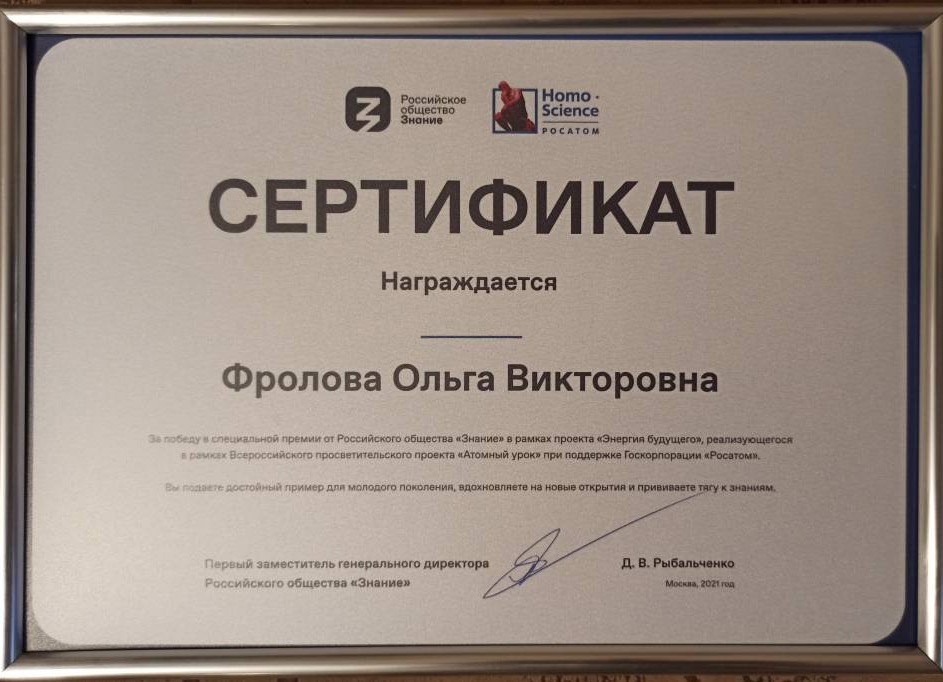 Российское
общество
Знание
Homo ·
Science
РОСАТОМ
СЕРТИФИКАТ
Награждается
Фролова Ольга Викторовна
За победу в специальной премии от Российского общества «Знание» в рамках проекта «Энергия будущего», реализующегося
в рамках Всероссийского просветительского проекта «Атомный урок» при поддержке Госкорпорации «Росатом».
Вы подаете достойный пример для молодого поколения, вдохновляете на новые открытия и прививаете тягу к знаниям.
Первый заместитель генерального директора
Российского общества «Знание»
Д. В. Рыбальченко
Москва, 2021 год